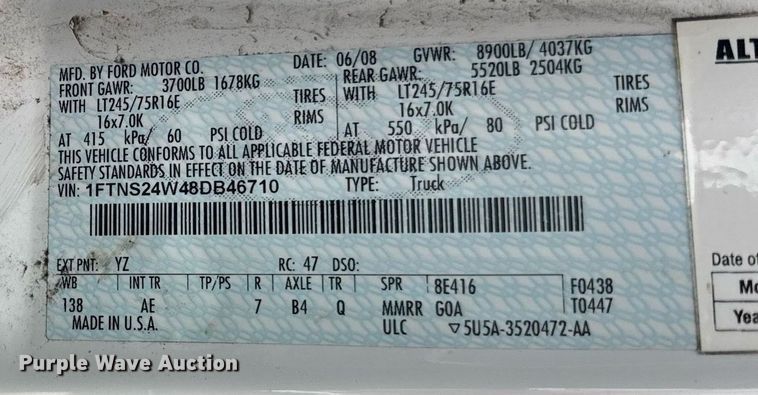 MFD. BY FORD MOTOR CO. DATE: 06/08 GVWR: 8900LB/ 4037KG
FRONT GAWR: 3700LB 1678KG REAR GAWR: 5520LB 2504KG
WITH LT245/75R16E TIRES WITH LT245/75R16E TIRES
16x7.0K RIMS 16x7.0K RIMS
AT 415 kPa/ 60 PSI COLD AT 550 kPa/ 80 PSI COLD
THIS VEHICLE CONFORMS TO ALL APPLICABLE FEDERAL MOTOR VEHICLE
SAFETY STANDARDS IN EFFECT ON THE DATE OF MANUFACTURE SHOWN ABOVE.
VIN: 1FTNS24W48DB46710 TYPE: Truck
EXT PNT: YZ RC: 47 DSO:
WB INT TR TP/PS R AXLE TR SPR 8E416 F0438
138 AE 7 B4 Q MMRR GOA T0447
MADE IN U.S.A. ULC ▽5U5A-3520472-AA
ALT
Date of
Mo
Yea
Purple Wave Auction